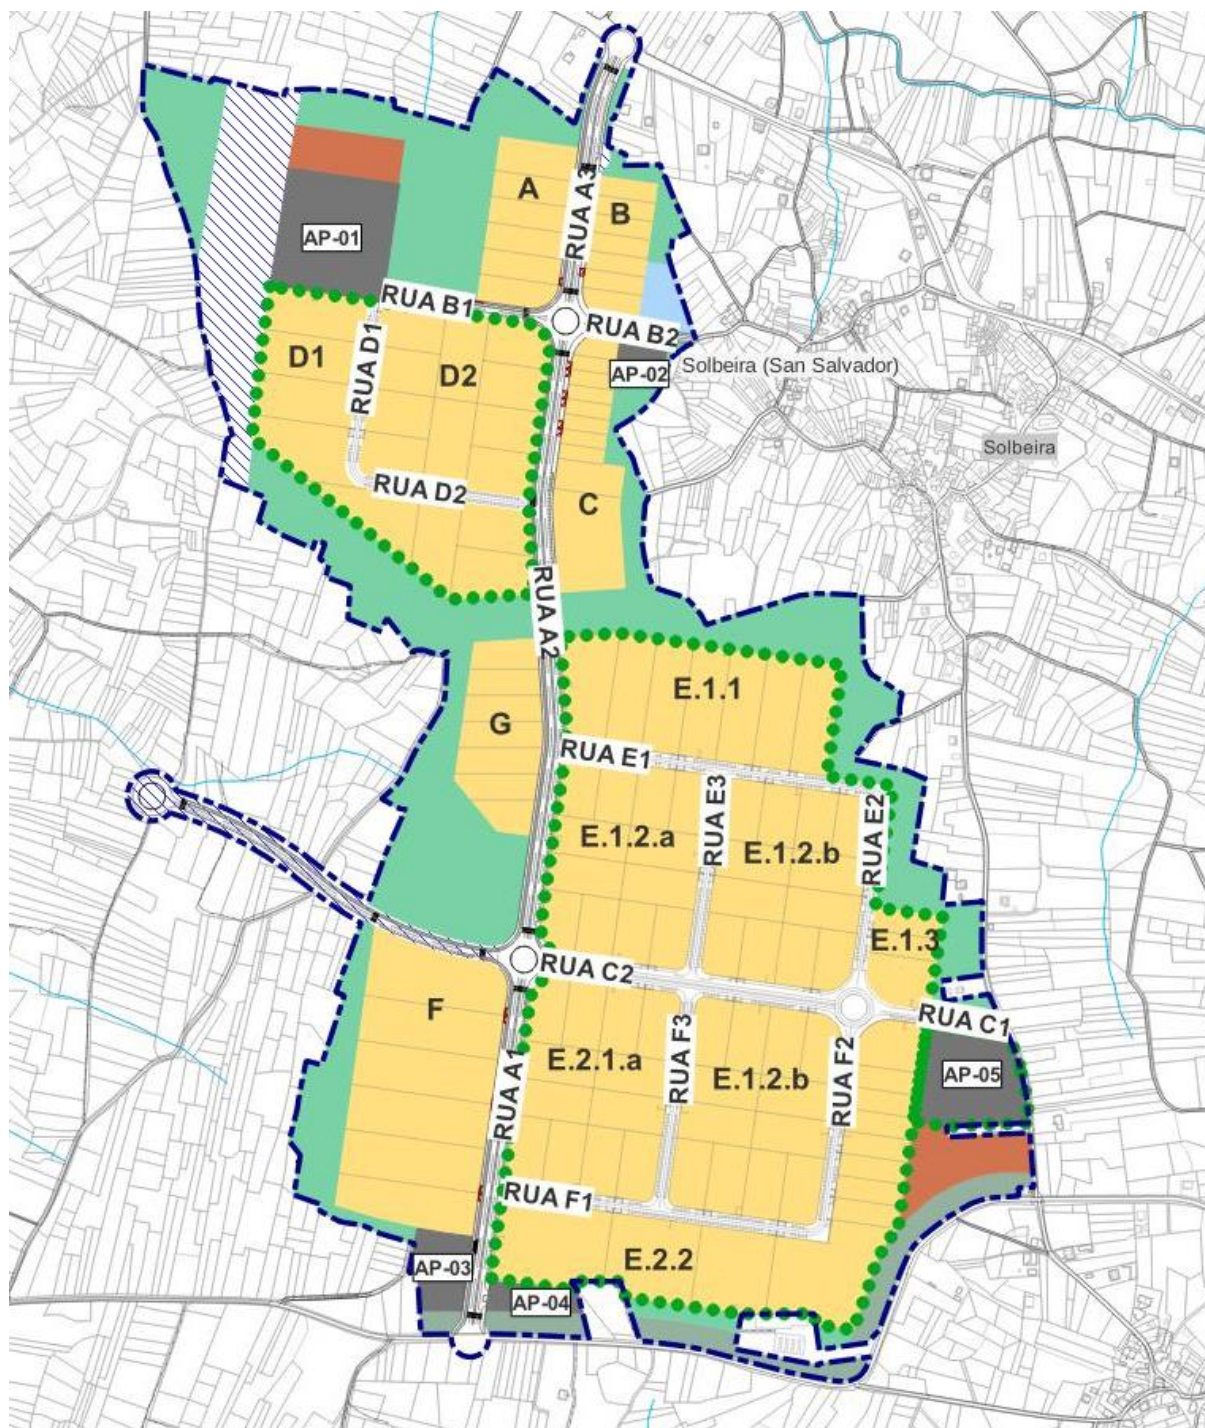 RUA A3
A
B
AP-01
RUA B1
RUA B2
RUA D1
D1
D2
AP-02
Solbeira (San Salvador)
Solbeira
RUA D2
C
RUA A2
E.1.1
G
RUA E1
RUA E3
RUA E2
E.1.2.a
E.1.2.b
E.1.3
RUA C2
F
RUA C1
RUA F3
RUA F2
E.2.1.a
E.1.2.b
AP-05
RUA A1
RUA F1
E.2.2
AP-03
AP-04